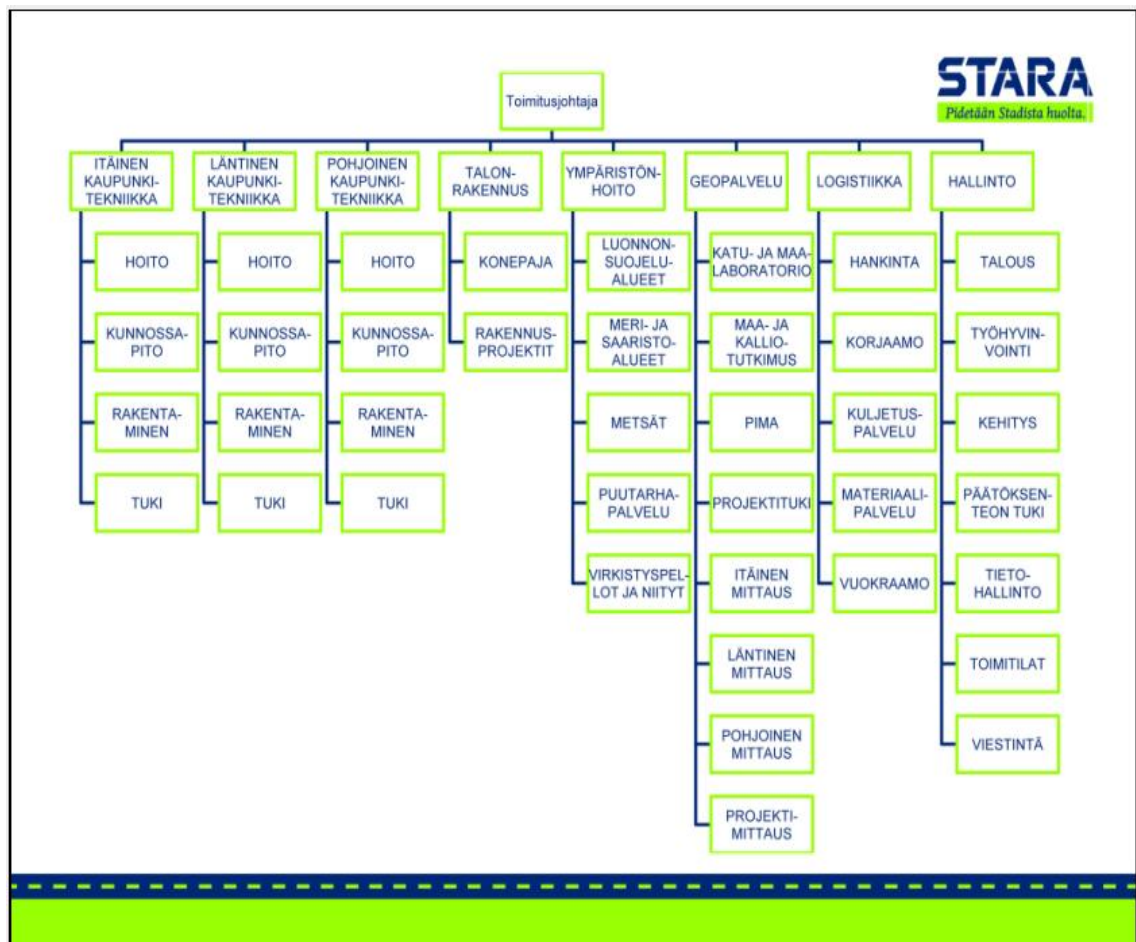 STARA
Pidetään Stadista huolta.
Toimitusjohtaja
ITÄINEN
KAUPUNKI-
TEKNIIKKA
HOITO
KUNNOSSA-
PITO
RAKENTA-
MINEN
TUKI
LÄNTINEN
KAUPUNKI-
TEKNIIKKA
HOITO
KUNNOSSA-
PITO
RAKENTA-
MINEN
TUKI
POHJOINEN
KAUPUNKI-
TEKNIIKKA
HOITO
KUNNOSSA-
PITO
RAKENTA-
MINEN
TUKI
TALON-
RAKENNUS
KONEPAJA
RAKENNUS-
PROJEKTIT
YMPÄRISTÖN-
HOITO
LUONNON-
SUOJELU-
ALUEET
MERI- JA
SAARISTO-
ALUEET
METSÄT
PUUTARHA-
PALVELU
VIRKISTYSPEL-
LOT JA NIITYT
GEOPALVELU
KATU- JA MAA-
LABORATORIO
MAA- JA
KALLIO-
TUTKIMUS
PIMA
PROJEKTITUKI
ITÄINEN
MITTAUS
LÄNTINEN
MITTAUS
POHJOINEN
MITTAUS
PROJEKTI-
MITTAUS
LOGISTIIKKA
HANKINTA
KORJAAMO
KULJETUS-
PALVELU
MATERIAALI-
PALVELU
VUOKRAAMO
HALLINTO
TALOUS
TYÖHYVIN-
VOINTI
KEHITYS
PÄÄTÖKSEN-
TEON TUKI
TIETO-
HALLINTO
TOIMITILAT
VIESTINTÄ